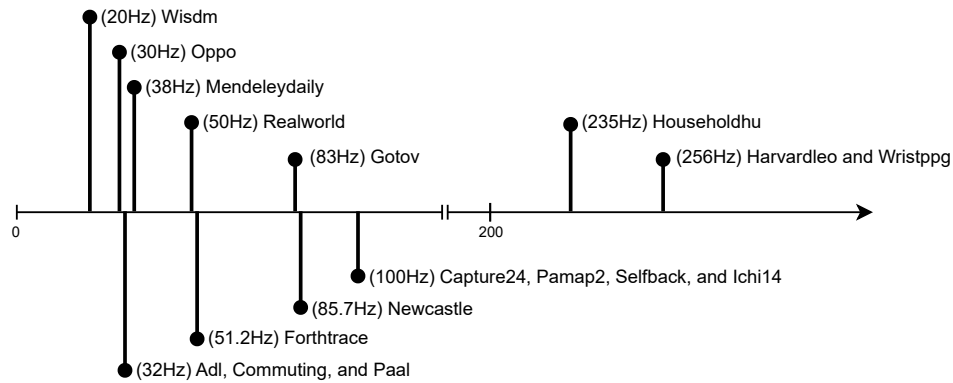 (20Hz) Wisdm
(30Hz) Oppo
(38Hz) Mendeleydaily
(50Hz) Realworld
(235Hz) Householdhu
(83Hz) Gotov
(256Hz) Harvardleo and Wristppg
0
200
(100Hz) Capture24, Pamap2, Selfback, and Ichi14
(85.7Hz) Newcastle
(51.2Hz) Forthtrace
(32Hz) Adl, Commuting, and Paal